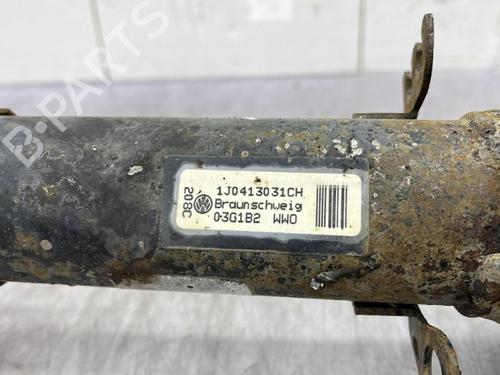 B-PARTS
1J0413031CH
Braunschweig
03G1B2 WWO
208C